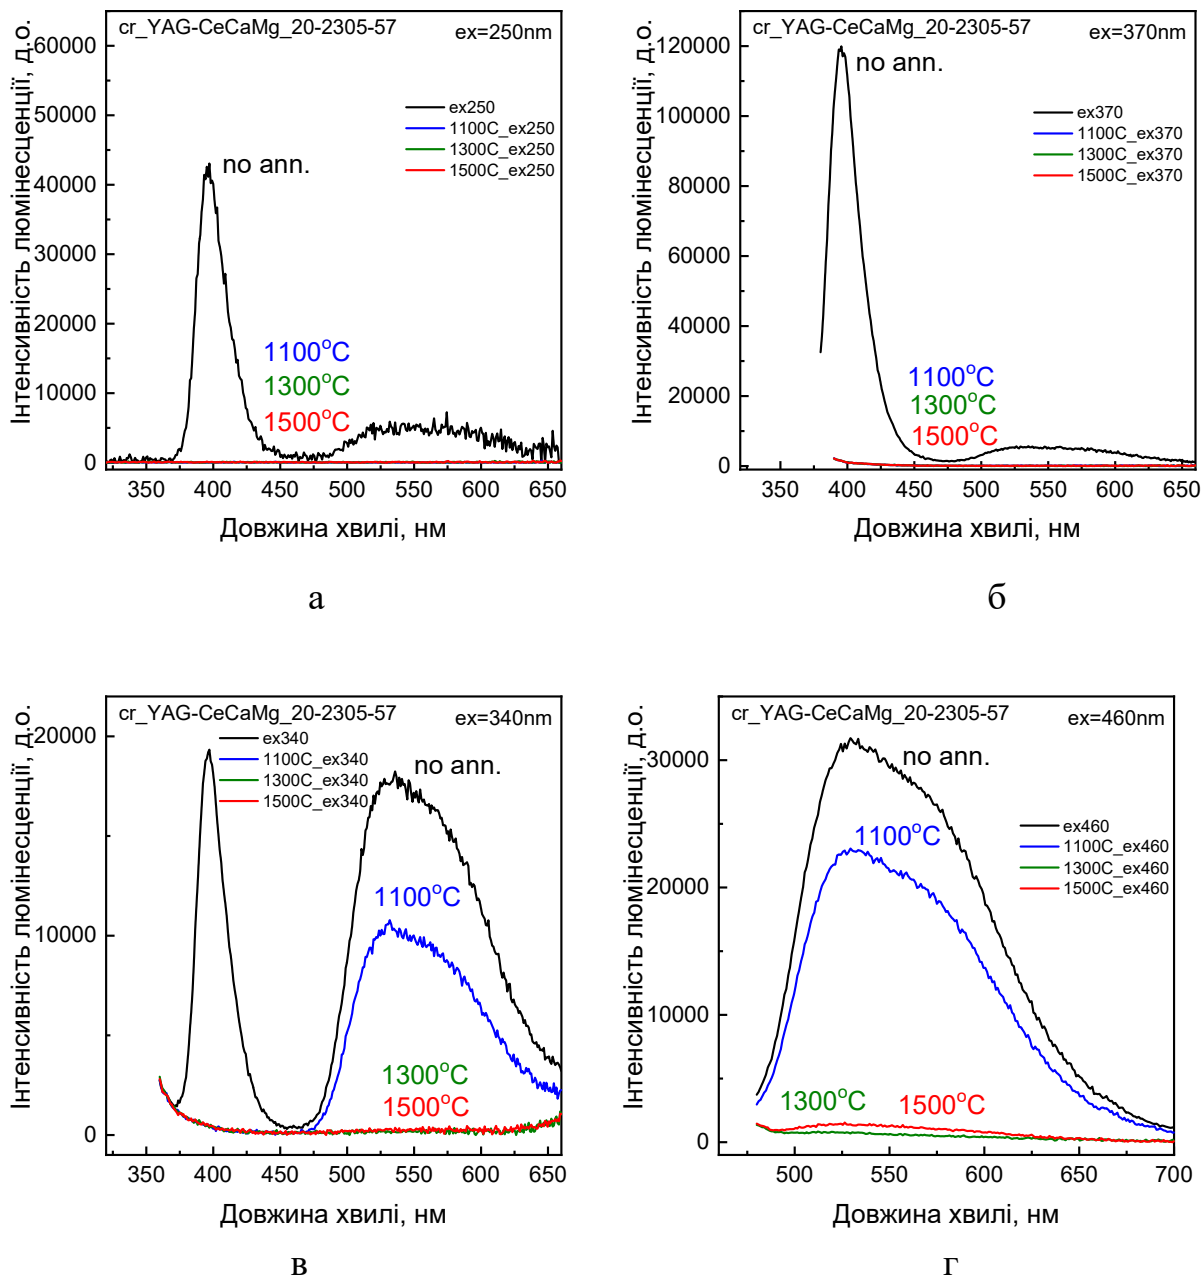 cr_YAG-CeCaMg_20-2305-57
ex=250nm
60000
50000
40000
30000
20000
10000
0
Інтенсивність люмінесценції, д.о.
ex250
1100C_ex250
1300C_ex250
1500C_ex250
no ann.
1100°C
1300°C
1500°C
350 400 450 500 550 600 650
Довжина хвилі, нм
а
cr_YAG-CeCaMg_20-2305-57
ex=370nm
120000
100000
80000
60000
40000
20000
0
Інтенсивність люмінесценції, д.о.
no ann.
ex370
1100C_ex370
1300C_ex370
1500C_ex370
1100°C
1300°C
1500°C
350 400 450 500 550 600 650
Довжина хвилі, нм
б
cr_YAG-CeCaMg_20-2305-57
ex=340nm
20000
10000
0
Інтенсивність люмінесценції, д.о.
ex340
1100C_ex340
1300C_ex340
1500C_ex340
no ann.
1100°C
1300°C
1500°C
350 400 450 500 550 600 650
Довжина хвилі, нм
в
cr_YAG-CeCaMg_20-2305-57
ex=460nm
30000
20000
10000
0
Інтенсивність люмінесценції, д.о.
no ann.
1100°C
ex460
1100C_ex460
1300C_ex460
1500C_ex460
1300°C
1500°C
500 550 600 650 700
Довжина хвилі, нм
г